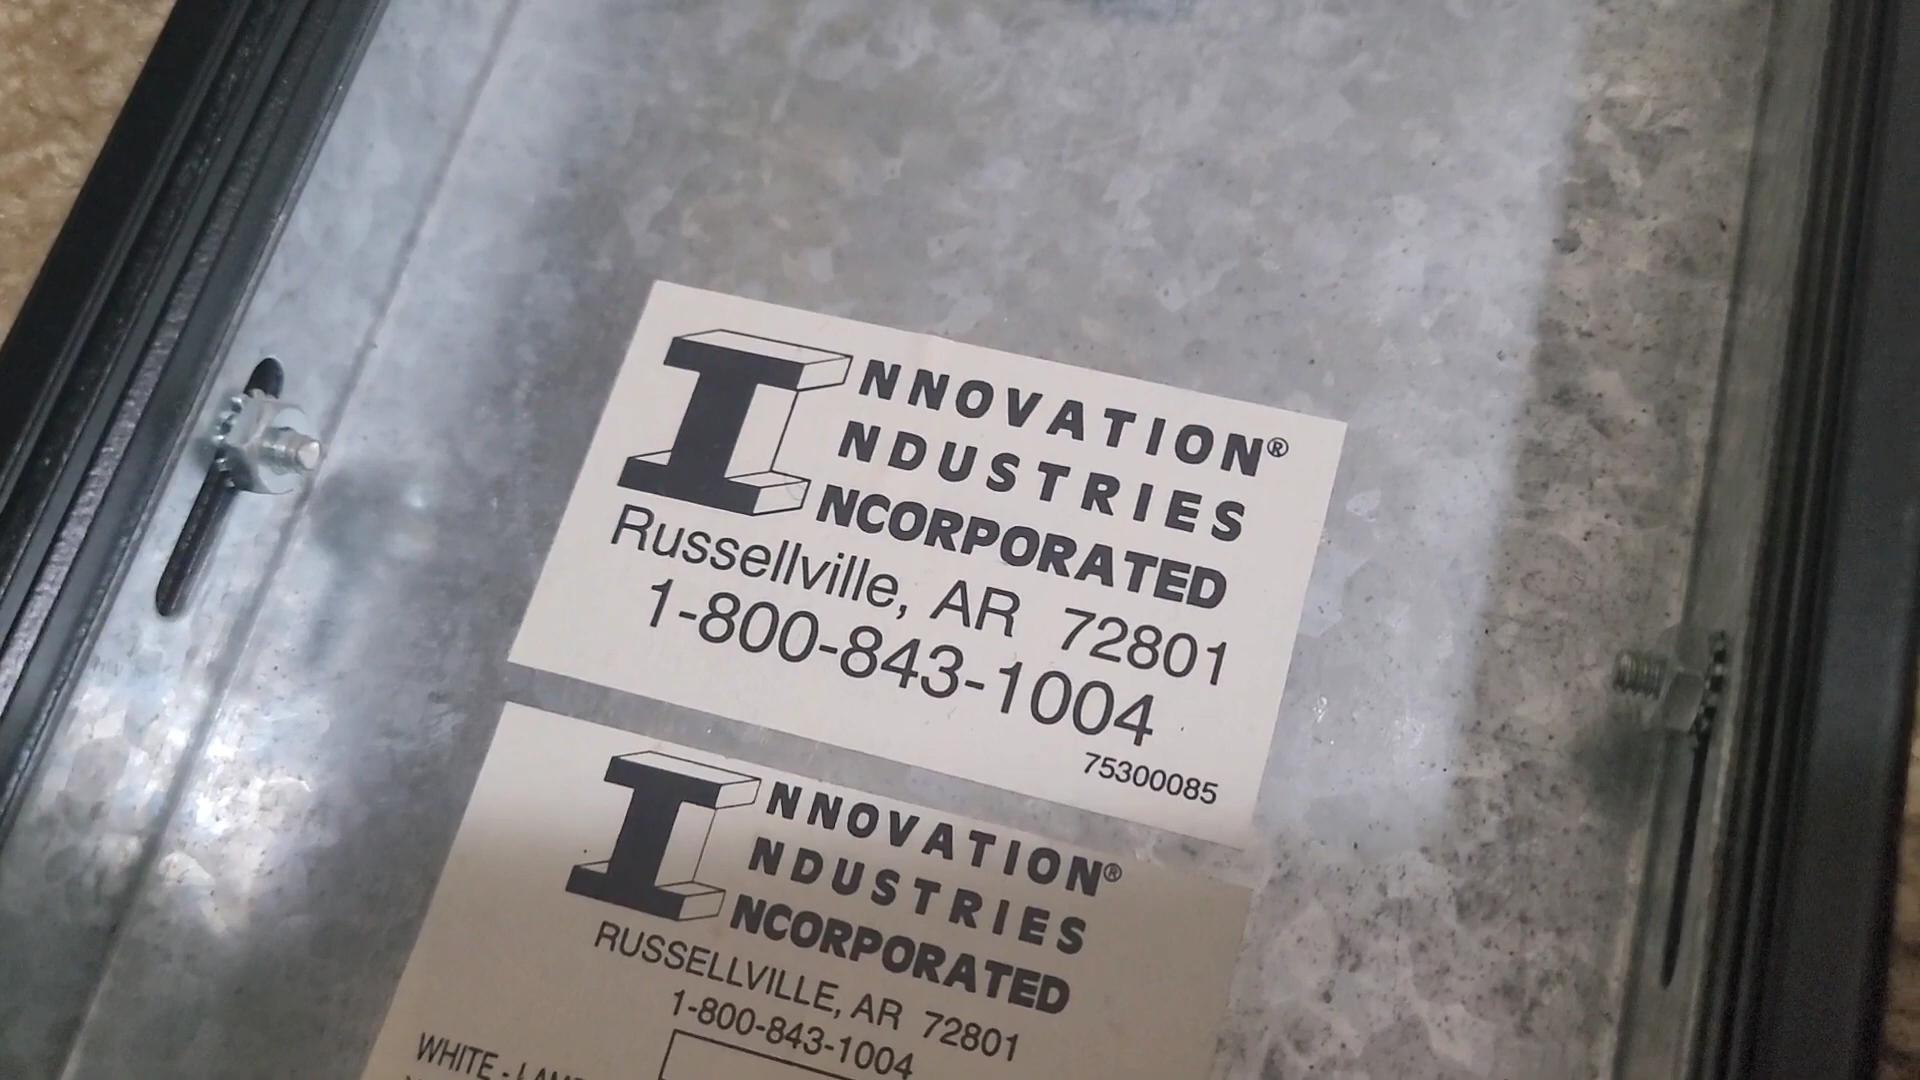 INNOVATION®
INDUSTRIES
INCORPORATED
Russellville, AR 72801
1-800-843-1004
75300085
INNOVATION®
INDUSTRIES
INCORPORATED
RUSSELLVILLE, AR 72801
1-800-843-1004
WHITE -